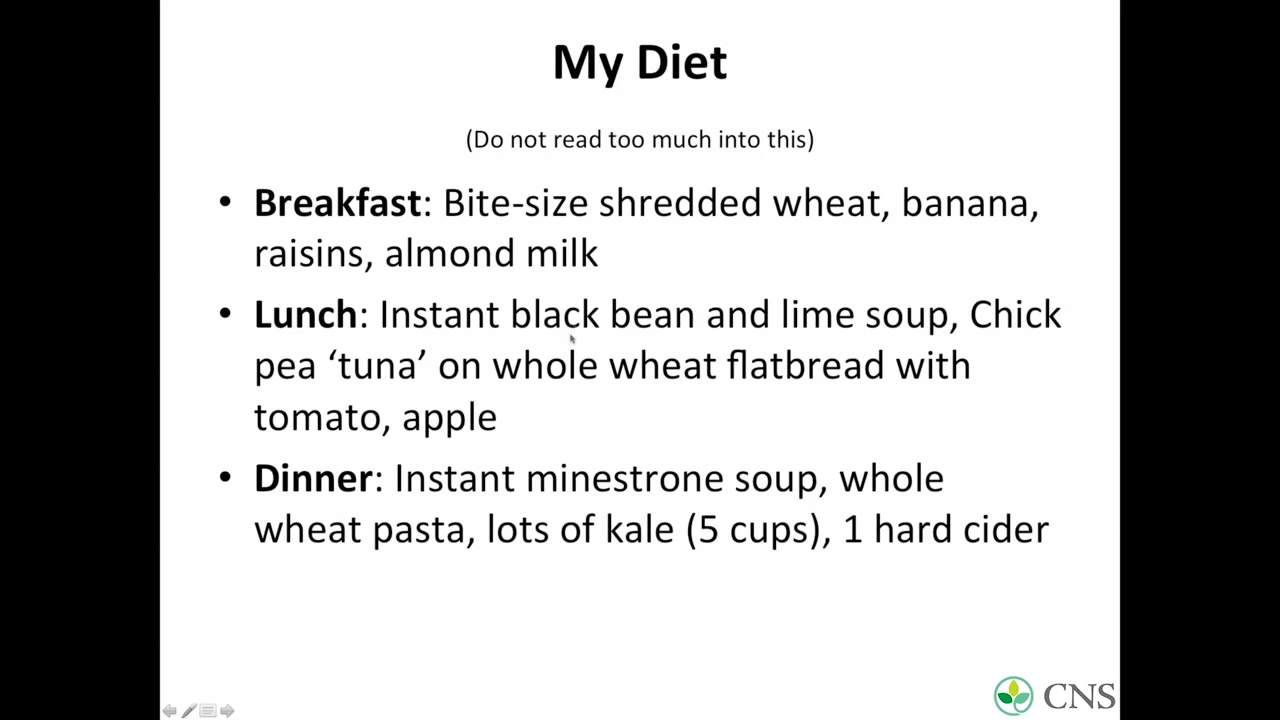 My Diet
(Do not read too much into this)
• Breakfast: Bite-size shredded wheat, banana,
raisins, almond milk
• Lunch: Instant black bean and lime soup, Chick
pea ‘tuna’ on whole wheat flatbread with
tomato, apple
• Dinner: Instant minestrone soup, whole
wheat pasta, lots of kale (5 cups), 1 hard cider
CNS